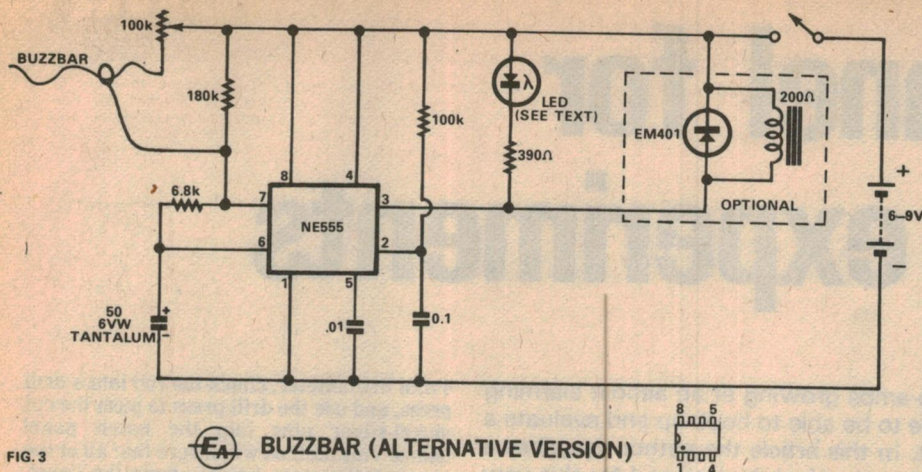 100k
BUZZBAR
180k
100k
LED
(SEE TEXT)
390Ω
EM401
200Ω
OPTIONAL
6.8k
8
4
7
3
NE555
6
2
1
5
50
6VW
TANTALUM
+
−
.01
0.1
+
6–9V
−
λ
FIG. 3
EA
BUZZBAR (ALTERNATIVE VERSION)
8 5
1 4